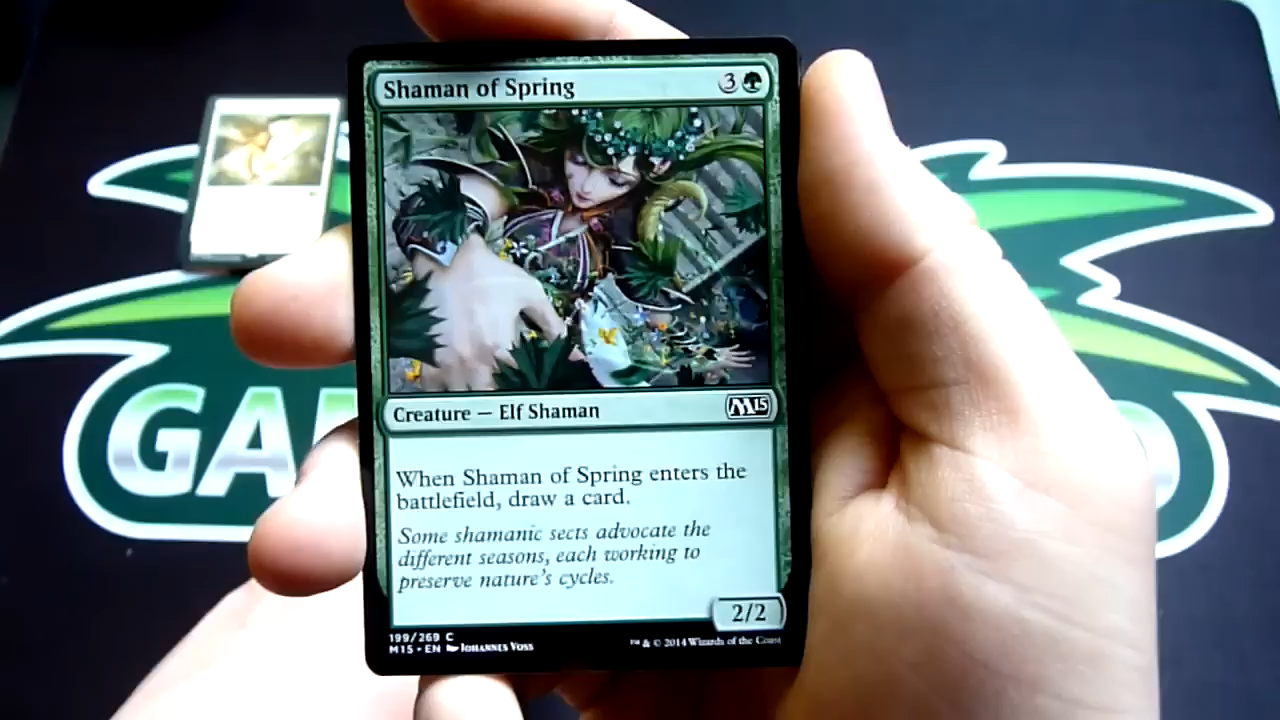 Shaman of Spring 3
Creature — Elf Shaman
M15
When Shaman of Spring enters the
battlefield, draw a card.
Some shamanic sects advocate the
different seasons, each working to
preserve nature's cycles.
2/2
199/269 C
M15 • EN Johannes Voss
™ & © 2014 Wizards of the Coast
GA